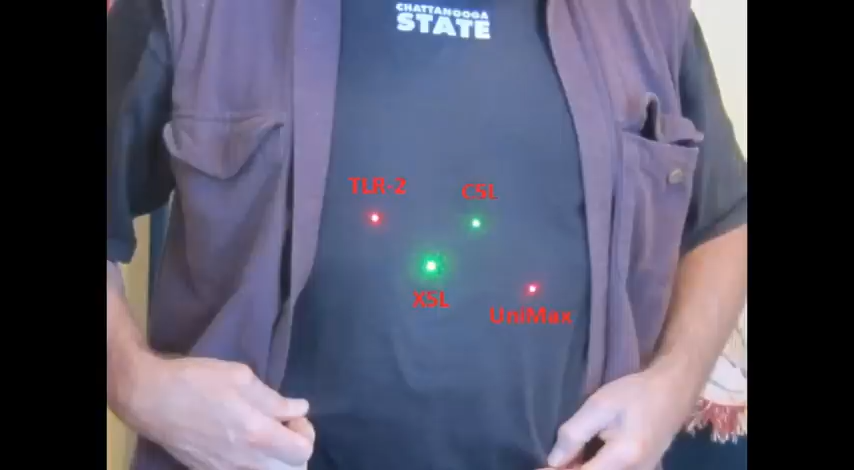 CHATTANOOGA
STATE
TLR-2
CSL
XSL
UniMax